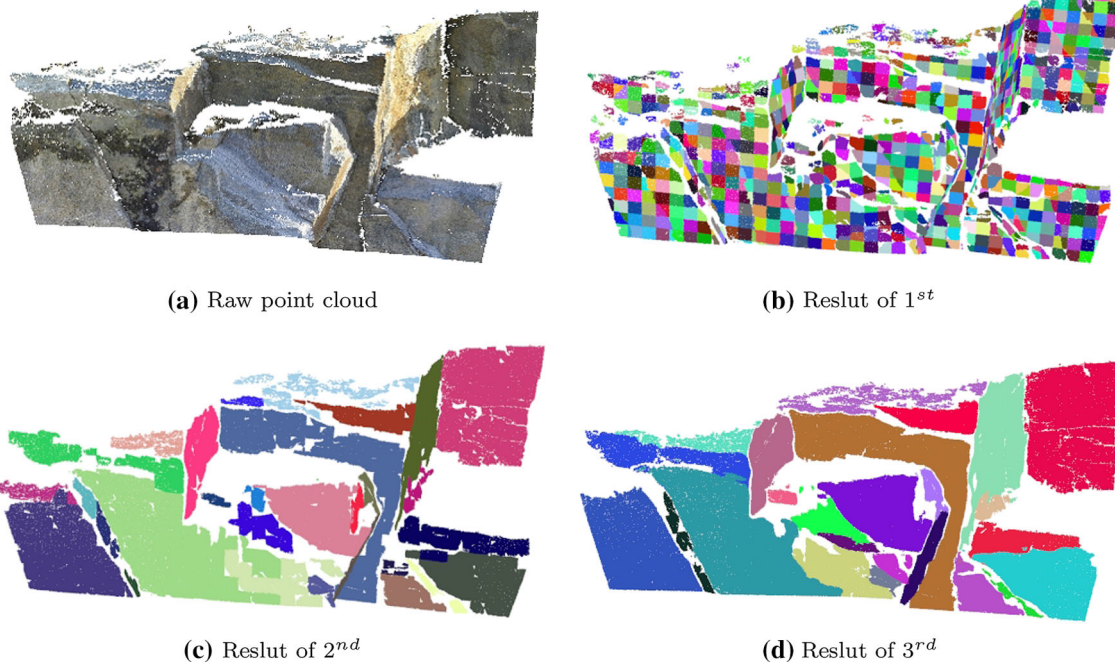 (a) Raw point cloud
(b) Reslut of 1st
(c) Reslut of 2nd
(d) Reslut of 3rd